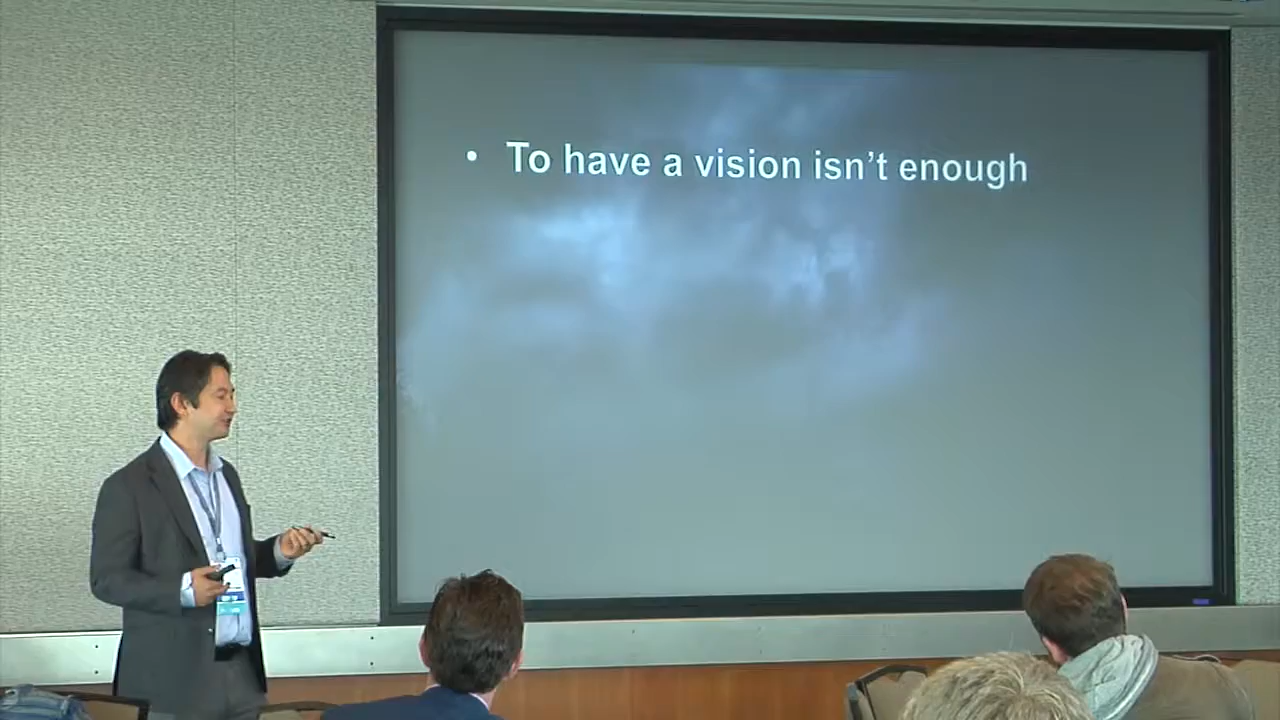 • To have a vision isn’t enough